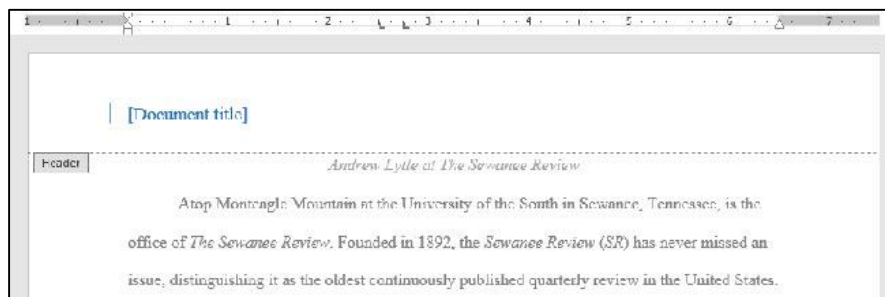 1 1 2 3 4 5 6 7
[Document title]
Header
Andrew Lytle at The Sewanee Review
Atop Monteagle Mountain at the University of the South in Sewanee, Tennessee, is the
office of The Sewanee Review. Founded in 1892, the Sewanee Review (SR) has never missed an
issue, distinguishing it as the oldest continuously published quarterly review in the United States.